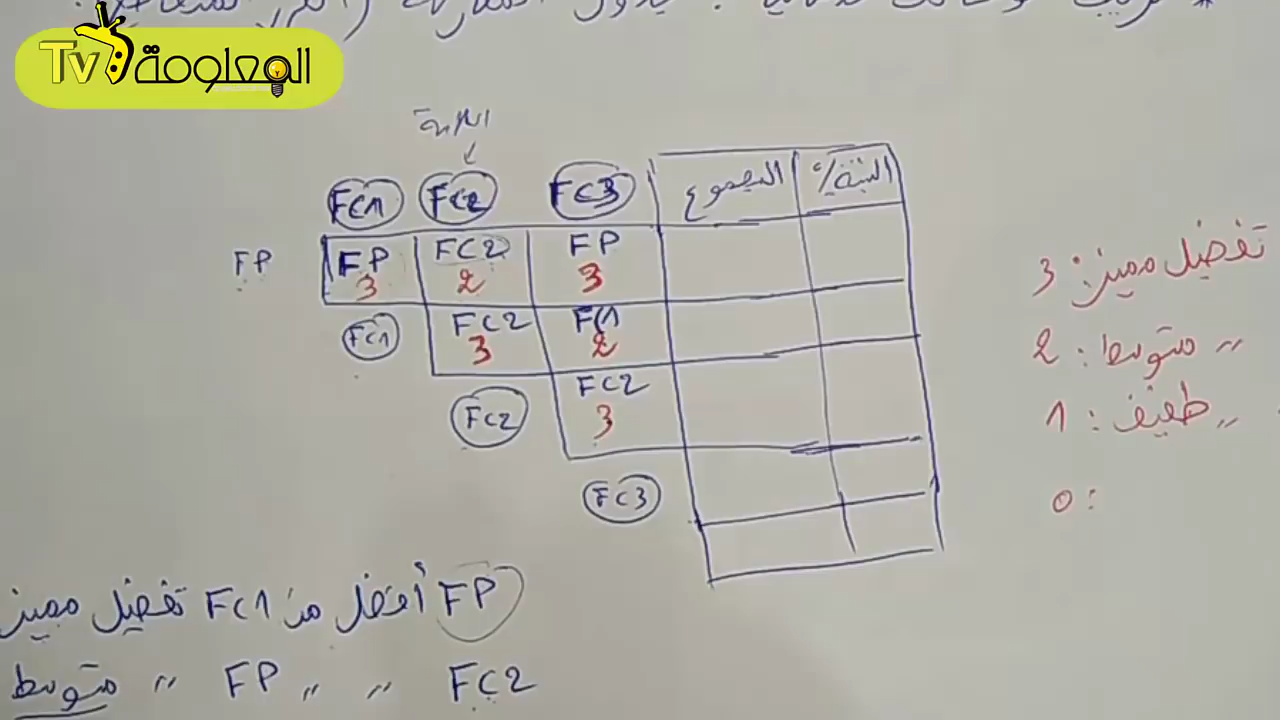 المعلومة Tv
FC1 FC2 FC3 المجموع النسبة %
FP FP 3 FC2 2 FP 3
FC1 FC2 3 FC1 2
FC2 FC2 3
FC3
3 : تفضيل مميز
2 : " متوسط
1 : " ظعيف
0 :
FP أفضل من FC1 تفضيل مميز
FC2 " " FP " متوسط